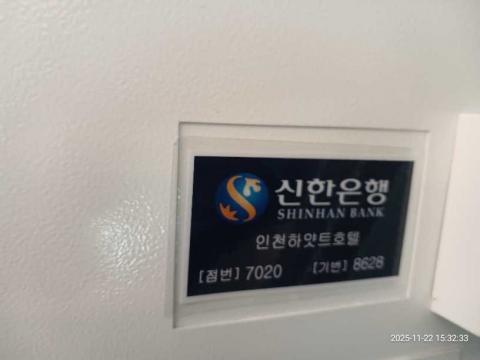 신한은행
SHINHAN BANK
인천하얏트호텔
[점번] 7020 [기번] 8628
2025-11-22 15:32:33